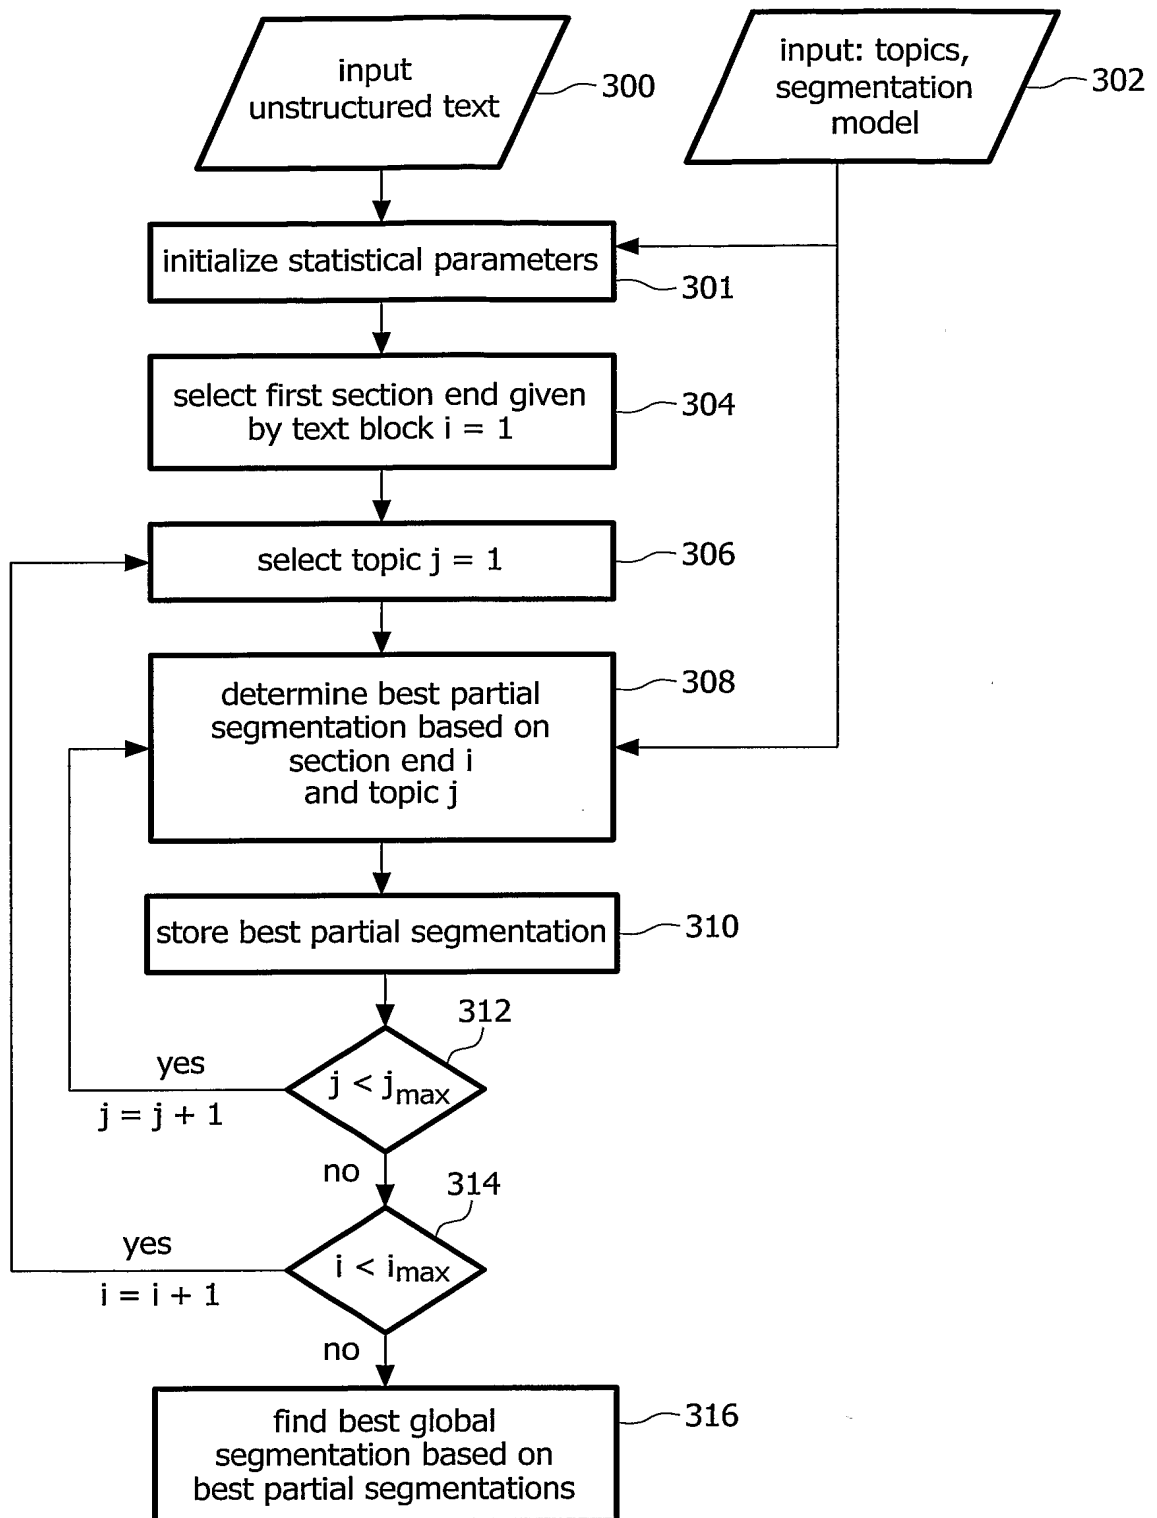 input
unstructured text
300
input: topics,
segmentation
model
302
initialize statistical parameters
301
select first section end given
by text block i = 1
304
select topic j = 1
306
determine best partial
segmentation based on
section end i
and topic j
308
store best partial segmentation
310
312
j < jmax
yes
j = j + 1
no
314
i < imax
yes
i = i + 1
no
find best global
segmentation based on
best partial segmentations
316